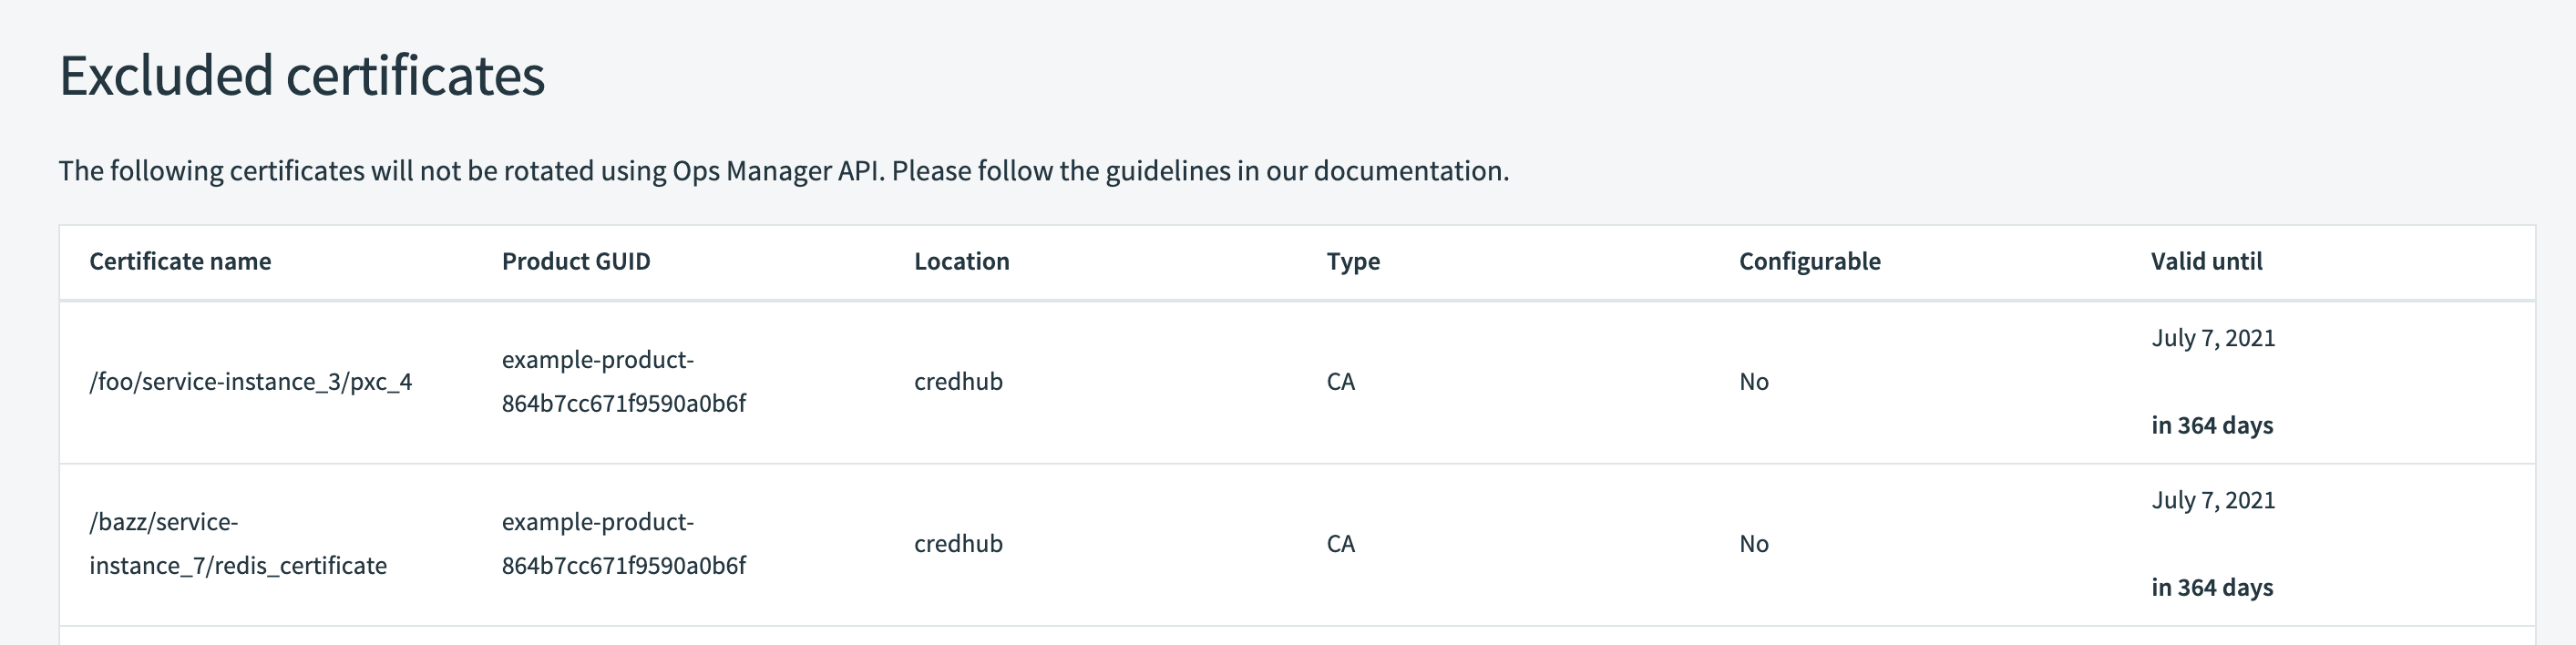 Excluded certificates
The following certificates will not be rotated using Ops Manager API. Please follow the guidelines in our documentation.
Certificate name Product GUID Location Type Configurable Valid until
/foo/service-instance_3/pxc_4 example-product-864b7cc671f9590a0b6f credhub CA No July 7, 2021
in 364 days
/bazz/service-instance_7/redis_certificate example-product-864b7cc671f9590a0b6f credhub CA No July 7, 2021
in 364 days